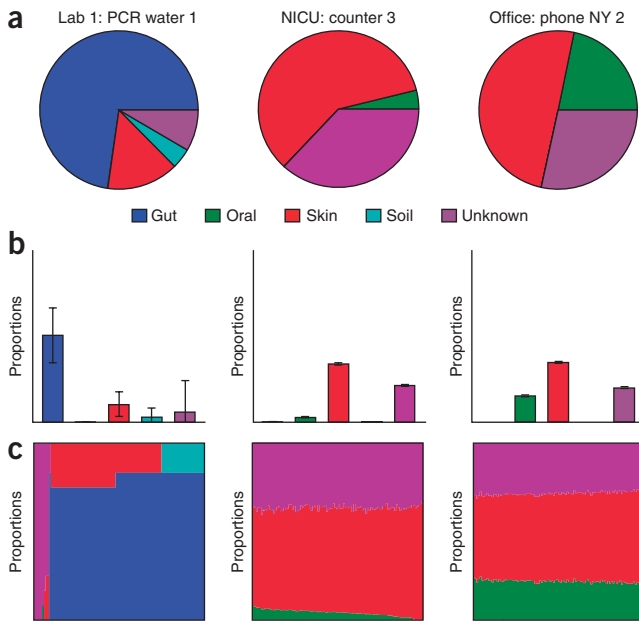 a
Lab 1: PCR water 1
NICU: counter 3
Office: phone NY 2
Gut
Oral
Skin
Soil
Unknown
b
Proportions
Proportions
Proportions
c
Proportions
Proportions
Proportions